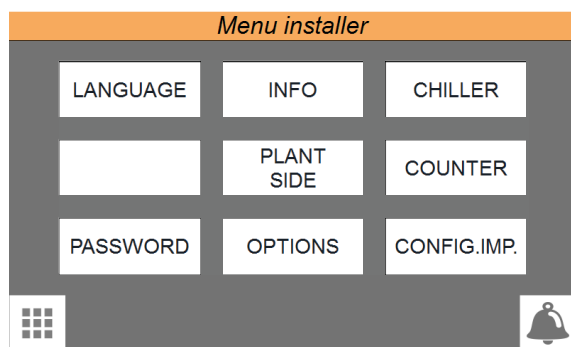 Menu installer
LANGUAGE
INFO
CHILLER
PLANT
SIDE
COUNTER
PASSWORD
OPTIONS
CONFIG.IMP.